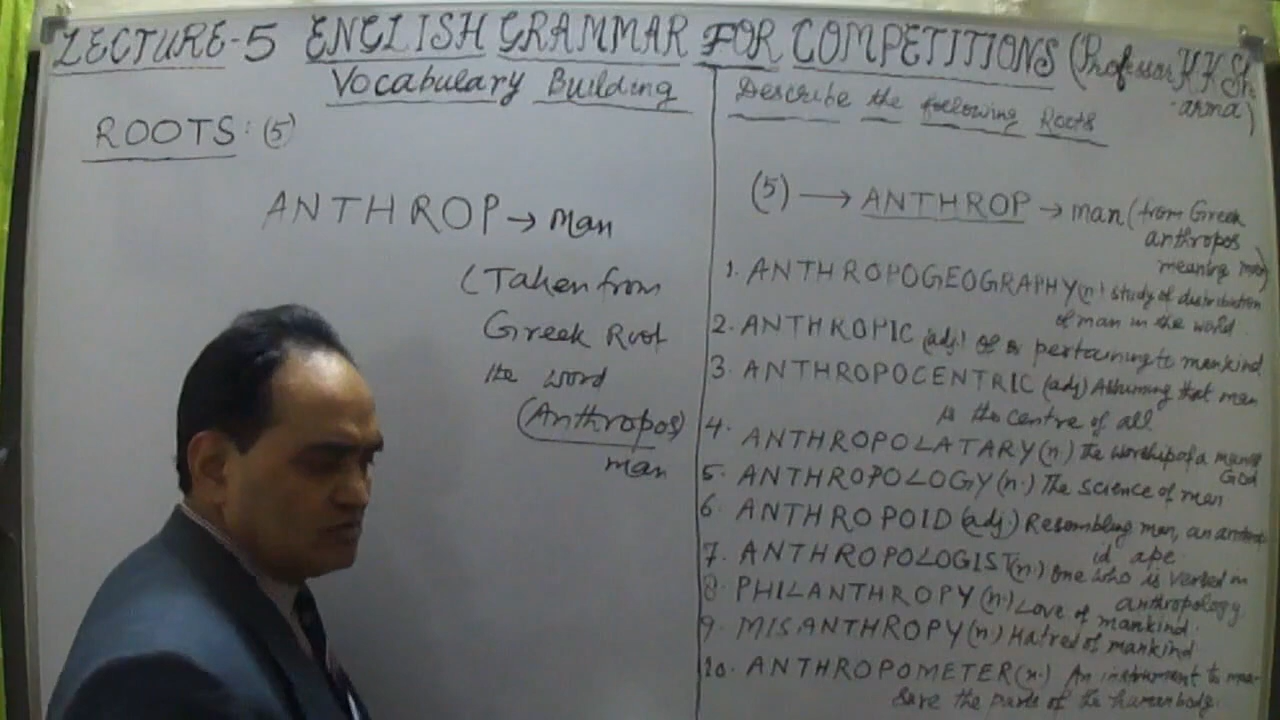 LECTURE-5 ENGLISH GRAMMAR FOR COMPETITIONS (Professor K K Sh
arma)
Vocabulary Building
ROOTS: (5)
ANTHROP → man
(Taken from
Greek Root
the word
(Anthropos)
man
Describe the following Roots
(5) → ANTHROP → man (from Greek
anthropos
meaning man)
1. ANTHROPOGEOGRAPHY (n.) study of distribution
of man in the world
2. ANTHROPIC (adj.) of or pertaining to mankind
3. ANTHROPOCENTRIC (adj) Assuming that man
is the centre of all
4. ANTHROPOLATARY (n.) The worship of a man as
God
5. ANTHROPOLOGY (n.) The science of man
6 ANTHROPOID (adj.) Resembling man, an
id ape
7. ANTHROPOLOGIST (n.) One who is versed in
anthropology
8. PHILANTHROPY (n.) Love of mankind.
9. MISANTHROPY (n) Hatred of mankind
10. ANTHROPOMETER (n.) An instrument to mea-
sure the parts of the human body.